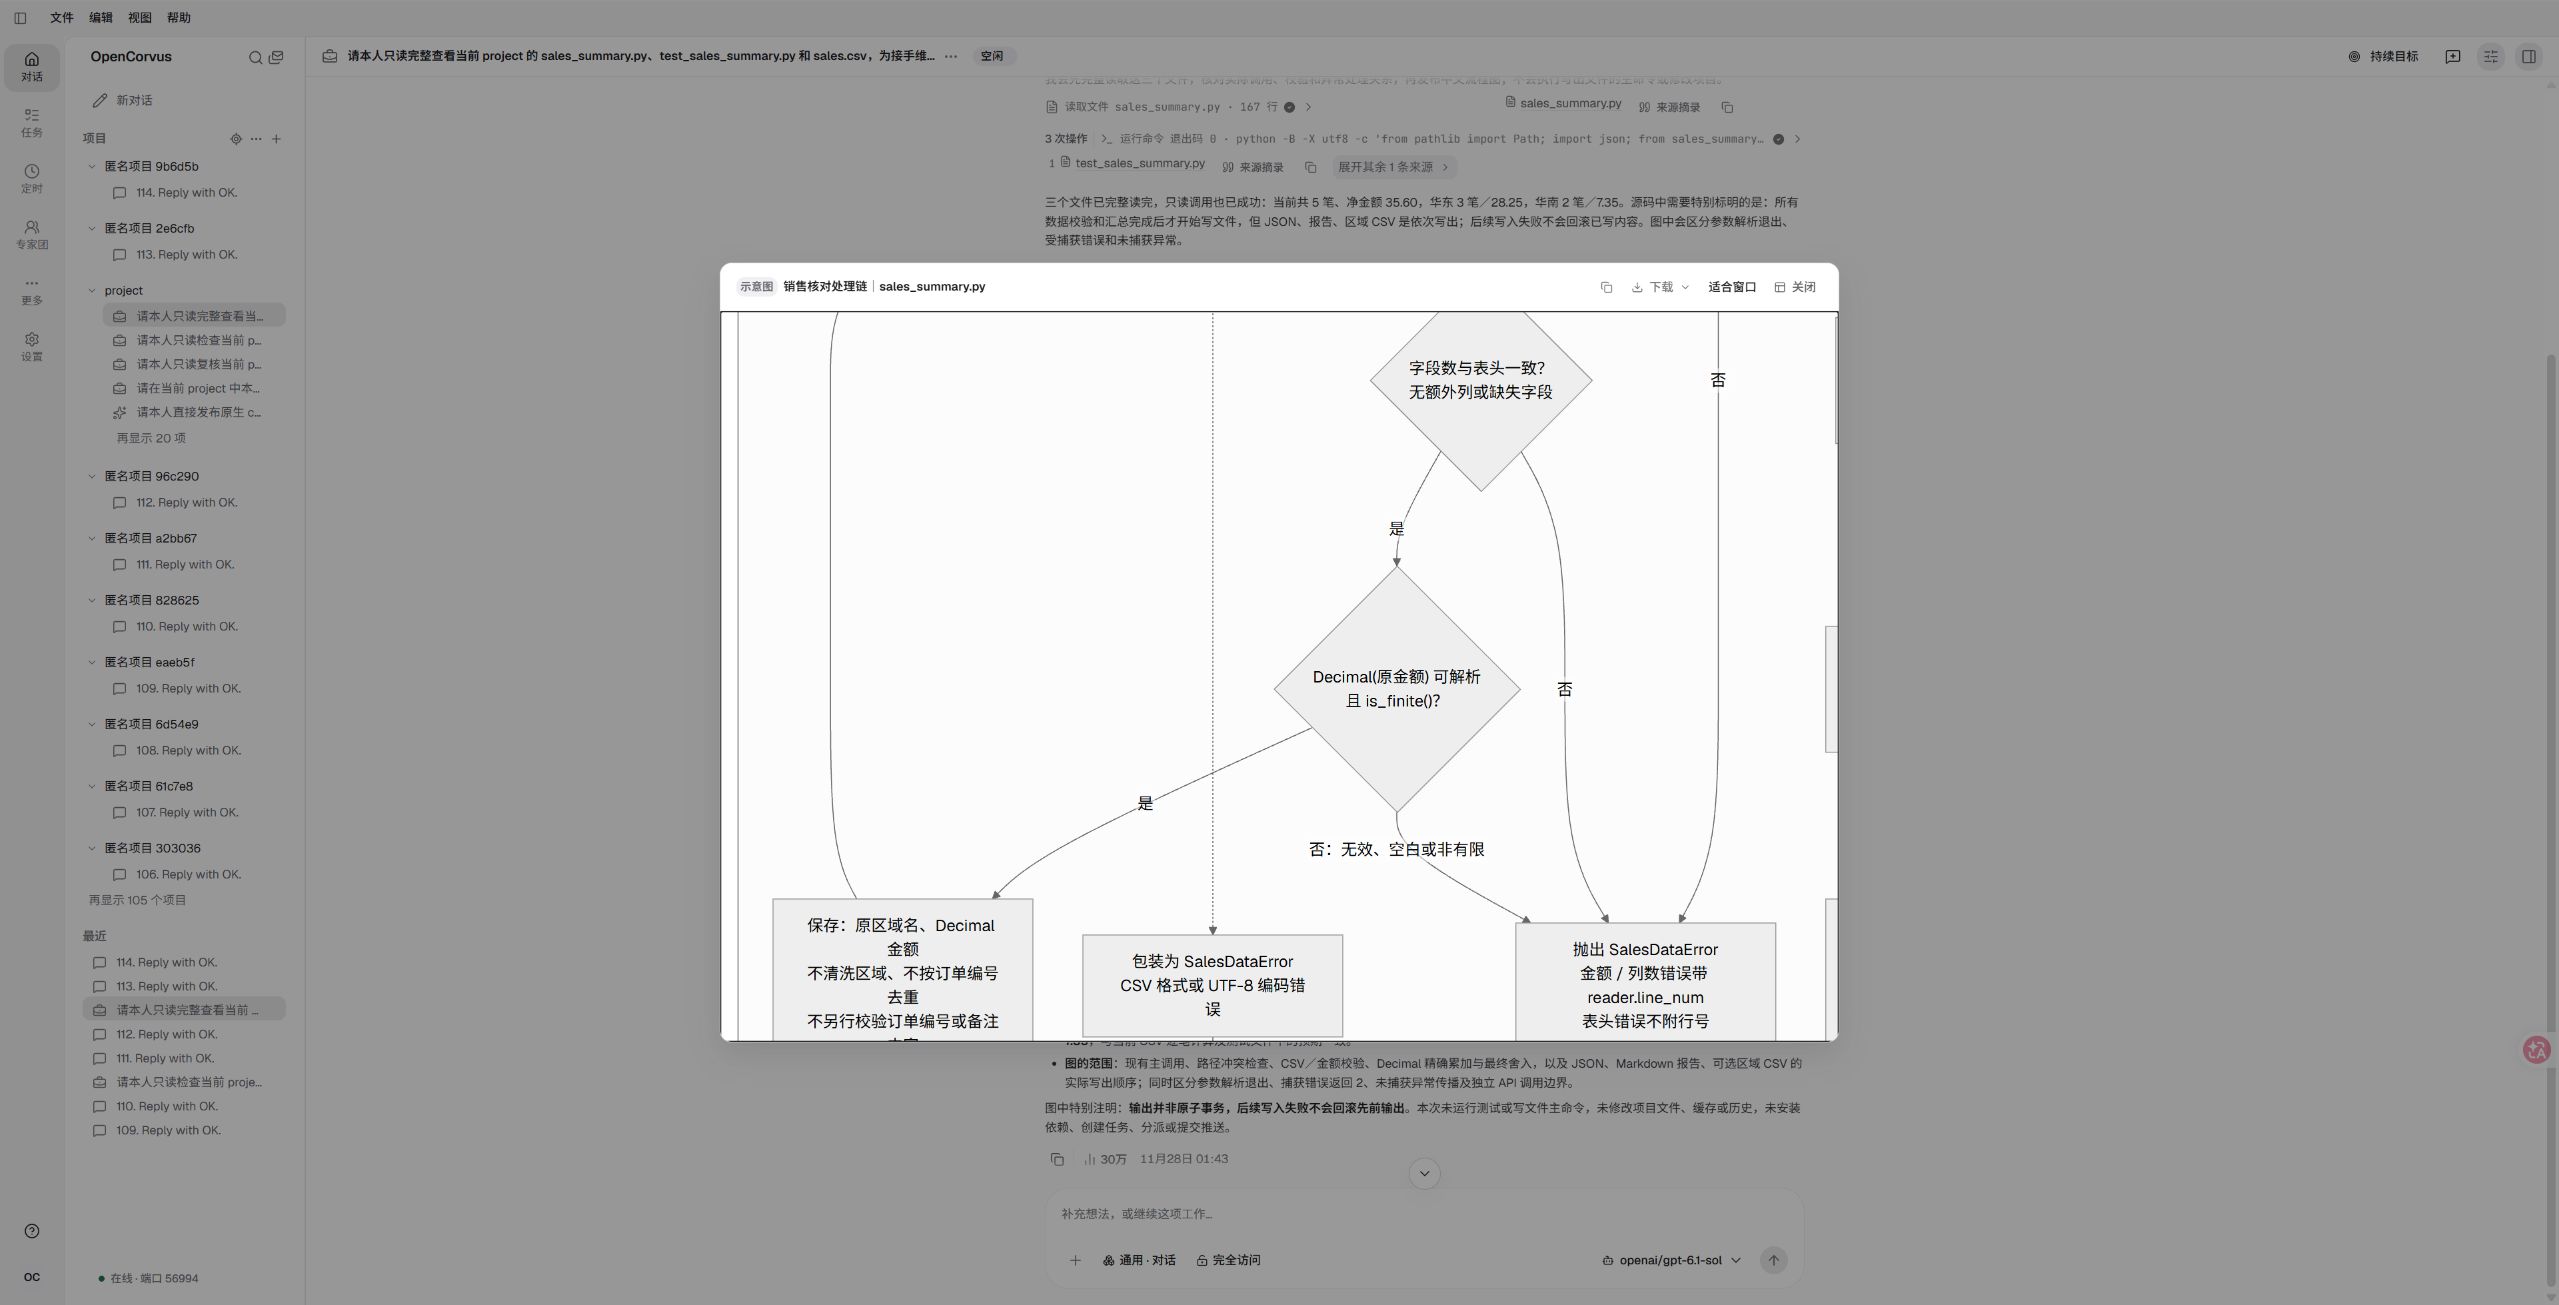 文件 编辑 视图 帮助
对话
任务
定时
专家团
更多
设置
OC
OpenCorvus
新对话
项目
匿名项目 9b6d5b
114. Reply with OK.
匿名项目 2e6cfb
113. Reply with OK.
project
请本人只读完整查看当...
请本人只读检查当前 p...
请本人只读复核当前 p...
请在当前 project 中本...
请本人直接发布原生 c...
再显示 20 项
匿名项目 96c290
112. Reply with OK.
匿名项目 a2bb67
111. Reply with OK.
匿名项目 828625
110. Reply with OK.
匿名项目 eaeb5f
109. Reply with OK.
匿名项目 6d54e9
108. Reply with OK.
匿名项目 61c7e8
107. Reply with OK.
匿名项目 303036
106. Reply with OK.
再显示 105 个项目
最近
114. Reply with OK.
113. Reply with OK.
请本人只读完整查看当前 ...
112. Reply with OK.
111. Reply with OK.
请本人只读检查当前 proje...
110. Reply with OK.
109. Reply with OK.
在线 · 端口 56994
请本人只读完整查看当前 project 的 sales_summary.py、test_sales_summary.py 和 sales.csv，为接手维... ··· 空闲
持续目标
读取文件 sales_summary.py · 167 行
sales_summary.py 来源摘录
3 次操作 >_ 运行命令 退出码 0 · python -B -X utf8 -c 'from pathlib import Path; import json; from sales_summary...
1 test_sales_summary.py 来源摘录 展开其余 1 条来源
三个文件已完整读完，只读调用也已成功：当前共 5 笔、净金额 35.60，华东 3 笔／28.25，华南 2 笔／7.35。源码中需要特别标明的是：所有
数据校验和汇总完成后才开始写文件，但 JSON、报告、区域 CSV 是依次写出；后续写入失败不会回滚已写内容。图中会区分参数解析退出、
受捕获错误和未捕获异常。
示意图 销售核对处理链｜sales_summary.py
下载 适合窗口 关闭
字段数与表头一致？
无额外列或缺失字段
否
是
Decimal(原金额) 可解析
且 is_finite()?
否
是
否：无效、空白或非有限
保存：原区域名、Decimal
金额
不清洗区域、不按订单编号
去重
不另行校验订单编号或备注
包装为 SalesDataError
CSV 格式或 UTF-8 编码错
误
抛出 SalesDataError
金额 / 列数错误带
reader.line_num
表头错误不附行号
图的范围：现有主调用、路径冲突检查、CSV／金额校验、Decimal 精确累加与最终舍入，以及 JSON、Markdown 报告、可选区域 CSV 的
实际写出顺序；同时区分参数解析退出、捕获错误返回 2、未捕获异常传播及独立 API 调用边界。
图中特别注明：输出并非原子事务，后续写入失败不会回滚先前输出。本次未运行测试或写文件主命令，未修改项目文件、缓存或历史，未安装
依赖、创建任务、分派或提交推送。
30万 11月28日 01:43
补充想法，或继续这项工作...
通用 · 对话 完全访问
openai/gpt-6.1-sol